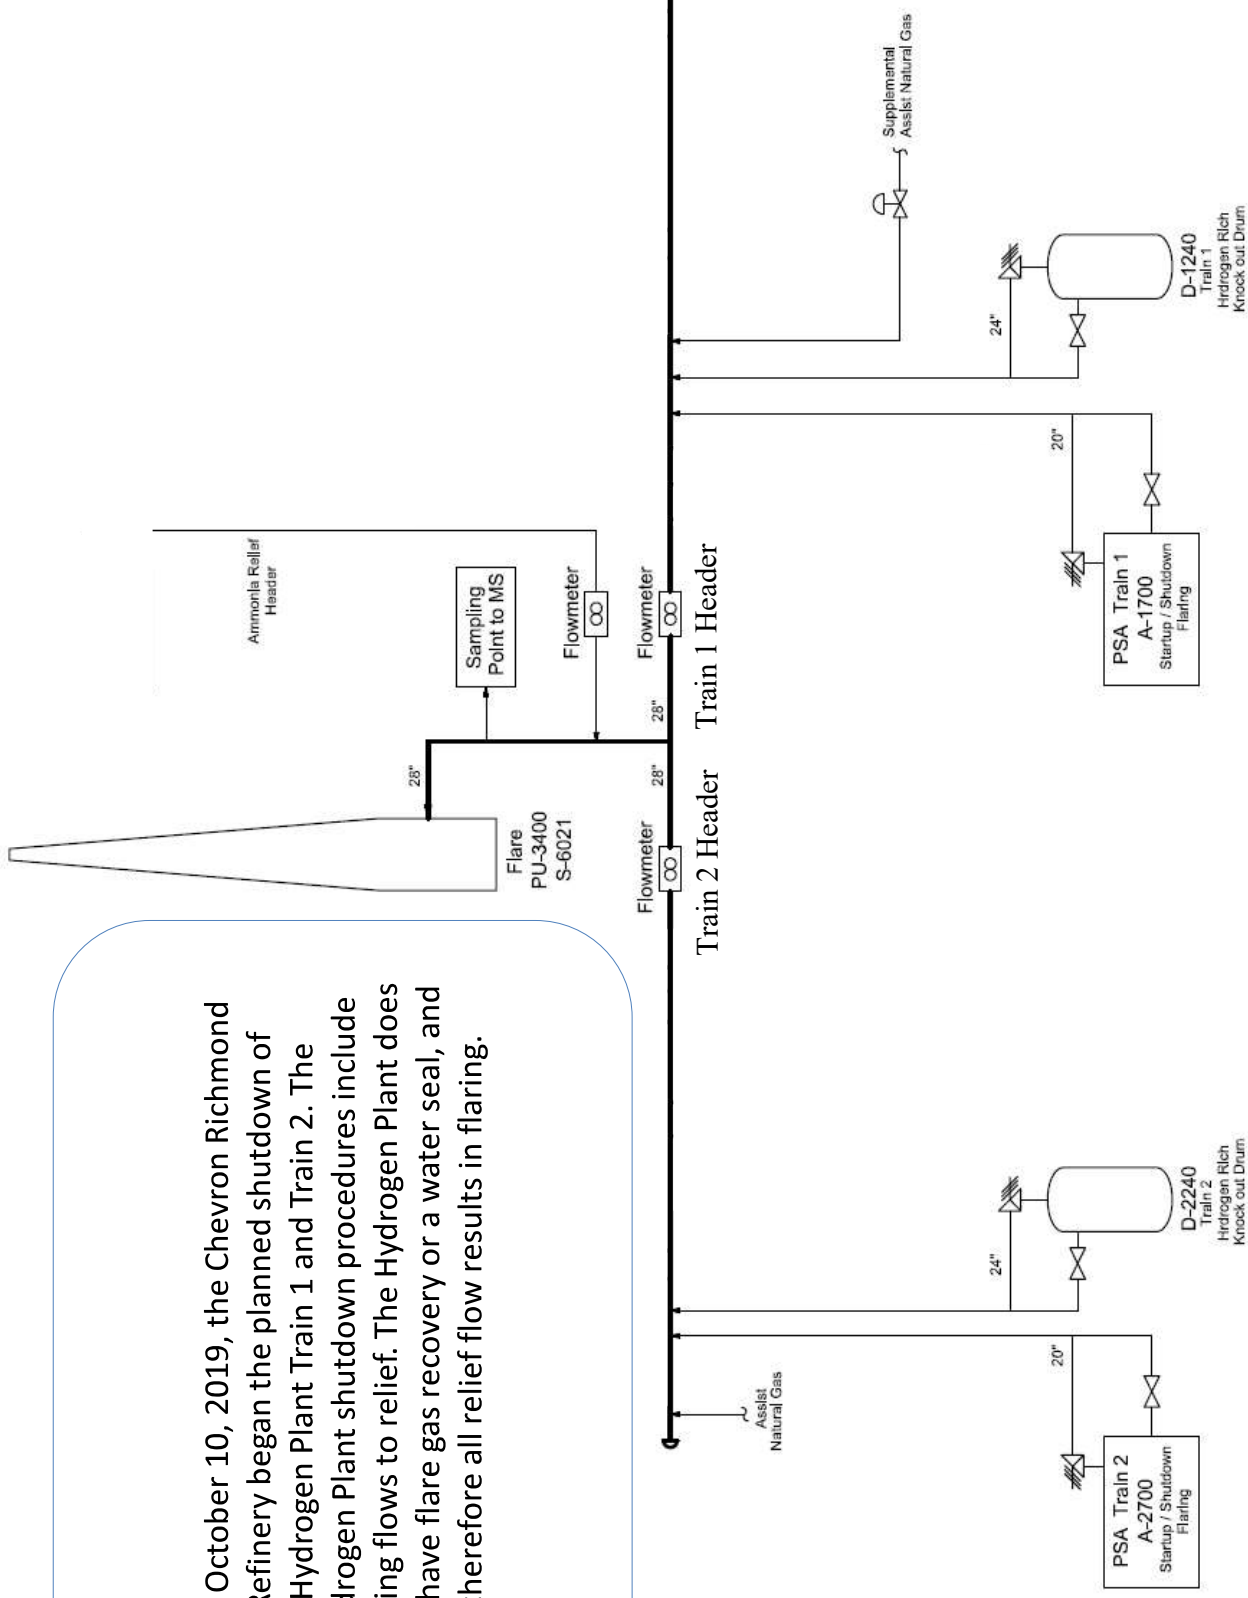 October 10, 2019, the Chevron Richmond
Refinery began the planned shutdown of
Hydrogen Plant Train 1 and Train 2. The
drogen Plant shutdown procedures include
ing flows to relief. The Hydrogen Plant does
have flare gas recovery or a water seal, and
therefore all relief flow results in flaring.
Flare
PU-3400
S-6021
28"
Ammonia Relief
Header
Sampling
Point to MS
Flowmeter
Flowmeter
28"
Train 2 Header
28"
Flowmeter
Train 1 Header
Assist
Natural Gas
Supplemental
Assist Natural Gas
20"
PSA Train 2
A-2700
Startup / Shutdown
Flaring
24"
D-2240
Train 2
Hrdrogen Rich
Knock out Drum
20"
PSA Train 1
A-1700
Startup / Shutdown
Flaring
24"
D-1240
Train 1
Hrdrogen Rich
Knock out Drum